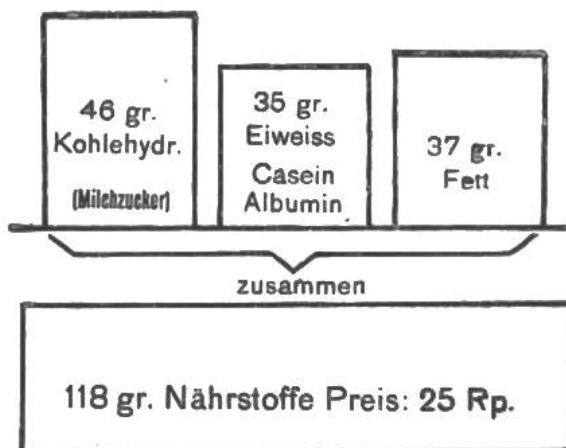 46 gr.
Kohlehydr.
(Milchzucker)
35 gr.
Eiweiss
Casein
Albumin
37 gr.
Fett
zusammen
118 gr. Nährstoffe Preis: 25 Rp.